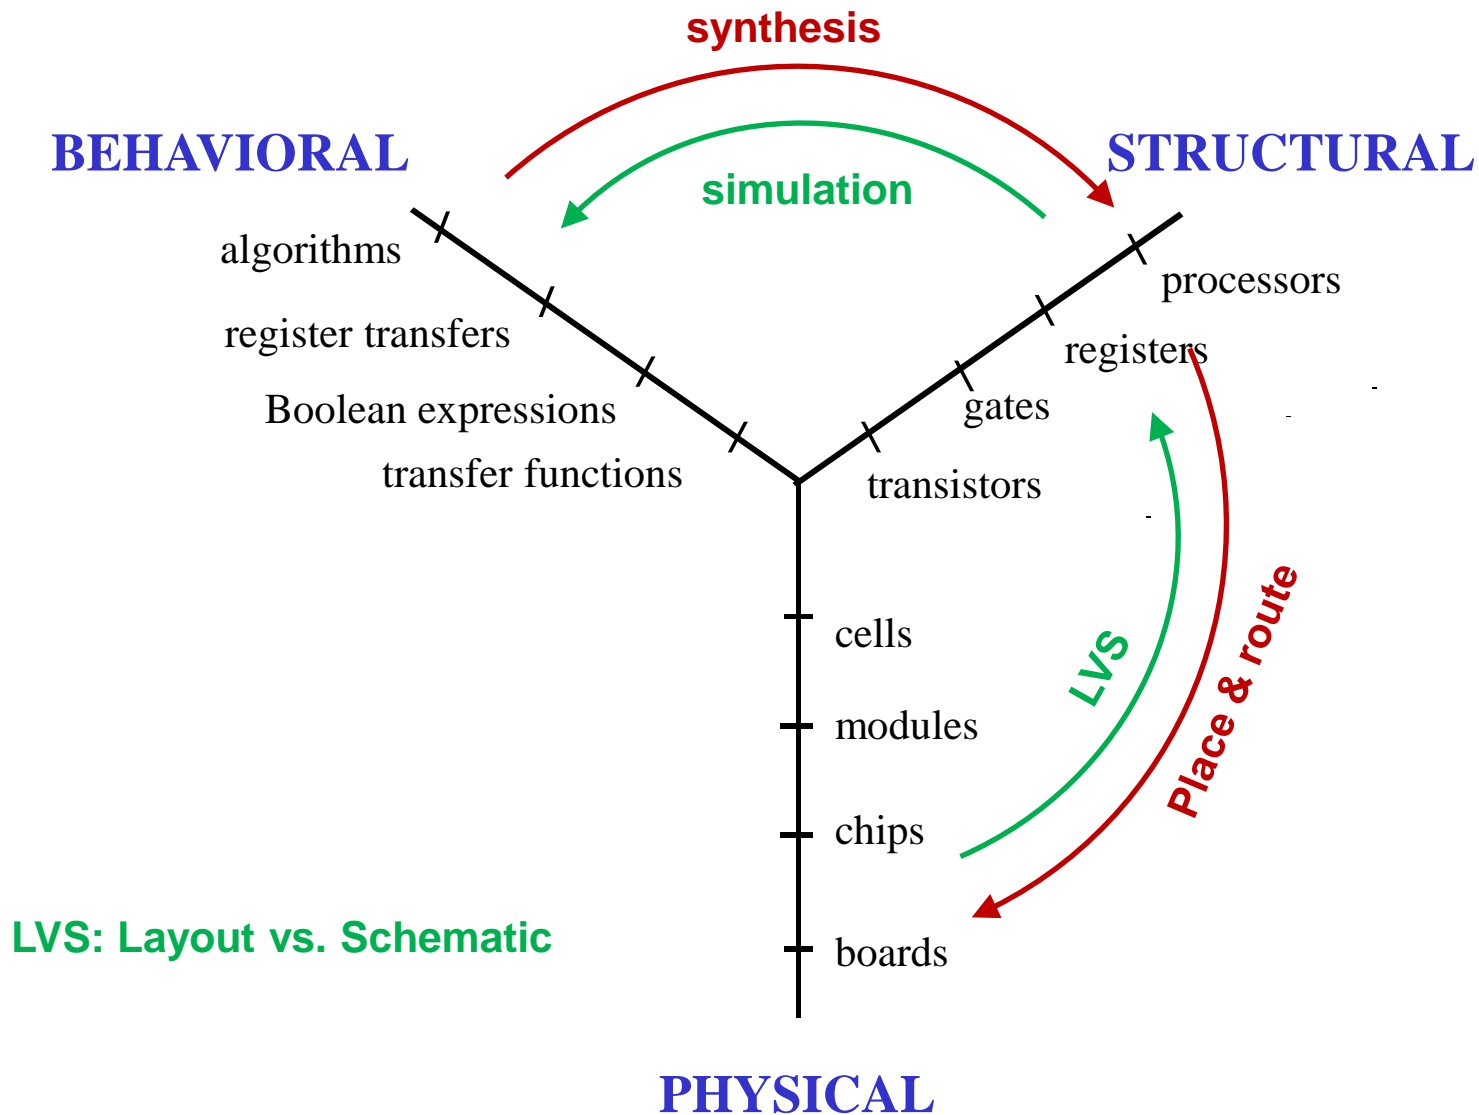 synthesis
BEHAVIORAL
STRUCTURAL
simulation
algorithms
processors
register transfers
registers
Boolean expressions
gates
transfer functions
transistors
cells
LVS
Place & route
modules
chips
LVS: Layout vs. Schematic
boards
PHYSICAL